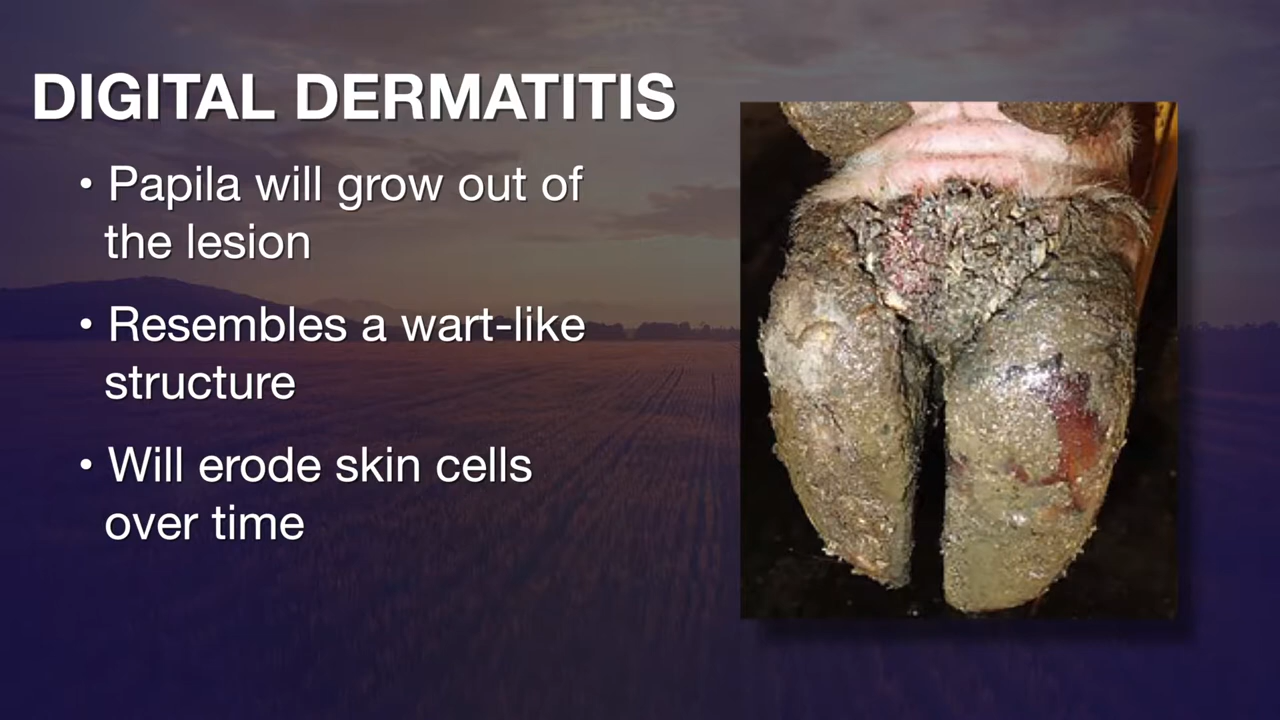 DIGITAL DERMATITIS
• Papila will grow out of
the lesion
• Resembles a wart-like
structure
• Will erode skin cells
over time